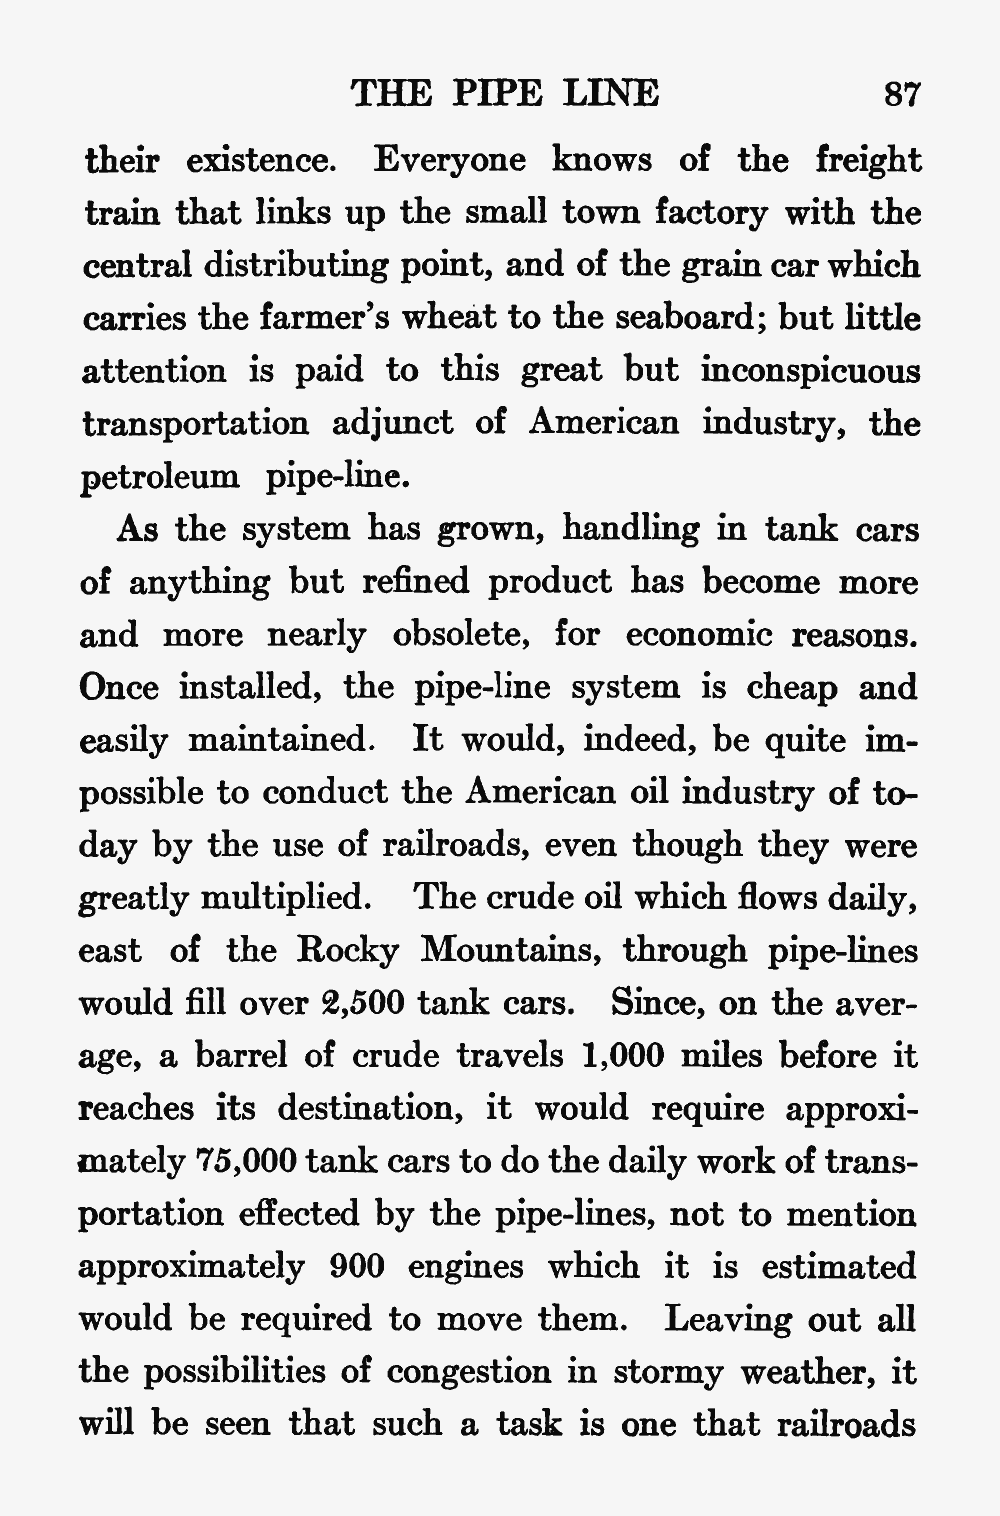 THE PIPE LINE 87
their existence. Everyone knows of the freight
train that links up the small town factory with the
central distributing point, and of the grain car which
carries the farmer's wheat to the seaboard; but little
attention is paid to this great but inconspicuous
transportation adjunct of American industry, the
petroleum pipe-line.
As the system has grown, handling in tank cars
of anything but refined product has become more
and more nearly obsolete, for economic reasons.
Once installed, the pipe-line system is cheap and
easily maintained. It would, indeed, be quite im-
possible to conduct the American oil industry of to-
day by the use of railroads, even though they were
greatly multiplied. The crude oil which flows daily,
east of the Rocky Mountains, through pipe-lines
would fill over 2,500 tank cars. Since, on the aver-
age, a barrel of crude travels 1,000 miles before it
reaches its destination, it would require approxi-
mately 75,000 tank cars to do the daily work of trans-
portation effected by the pipe-lines, not to mention
approximately 900 engines which it is estimated
would be required to move them. Leaving out all
the possibilities of congestion in stormy weather, it
will be seen that such a task is one that railroads